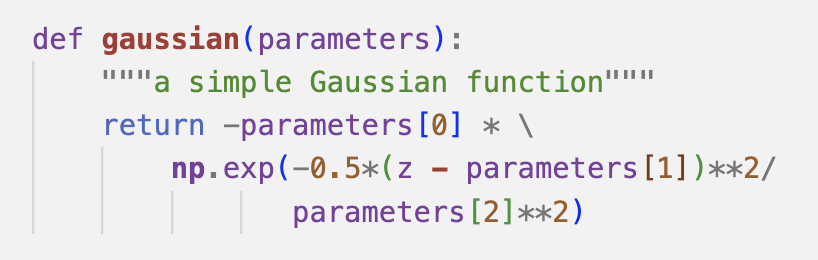 def gaussian(parameters):
    """a simple Gaussian function"""
    return -parameters[0] * \
        np.exp(-0.5*(z - parameters[1])**2/
               parameters[2]**2)